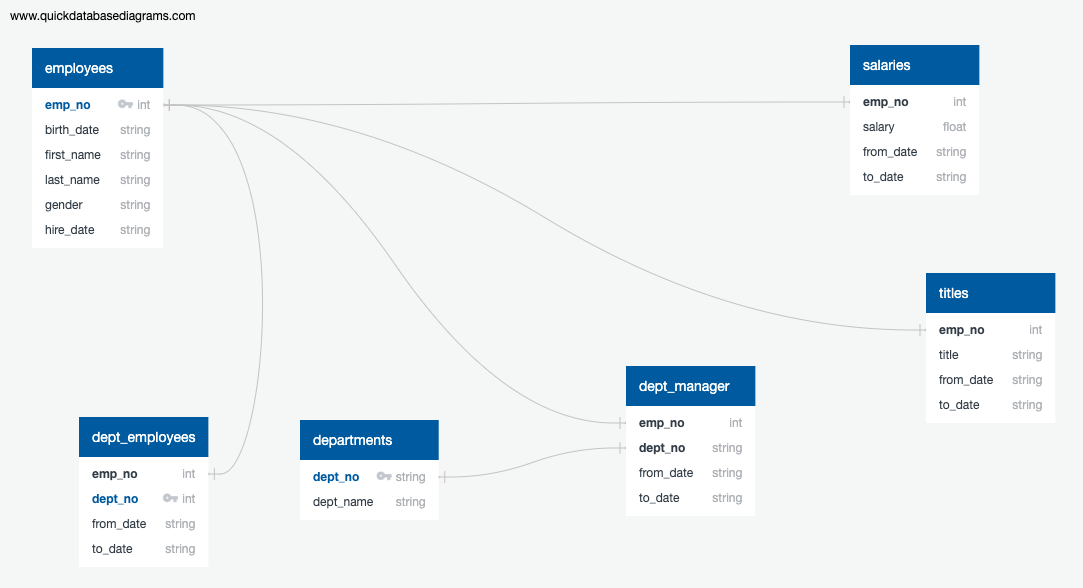 www.quickdatabasediagrams.com
employees
emp_no int
birth_date string
first_name string
last_name string
gender string
hire_date string
salaries
emp_no int
salary float
from_date string
to_date string
titles
emp_no int
title string
from_date string
to_date string
dept_manager
emp_no int
dept_no string
from_date string
to_date string
dept_employees
emp_no int
dept_no int
from_date string
to_date string
departments
dept_no string
dept_name string